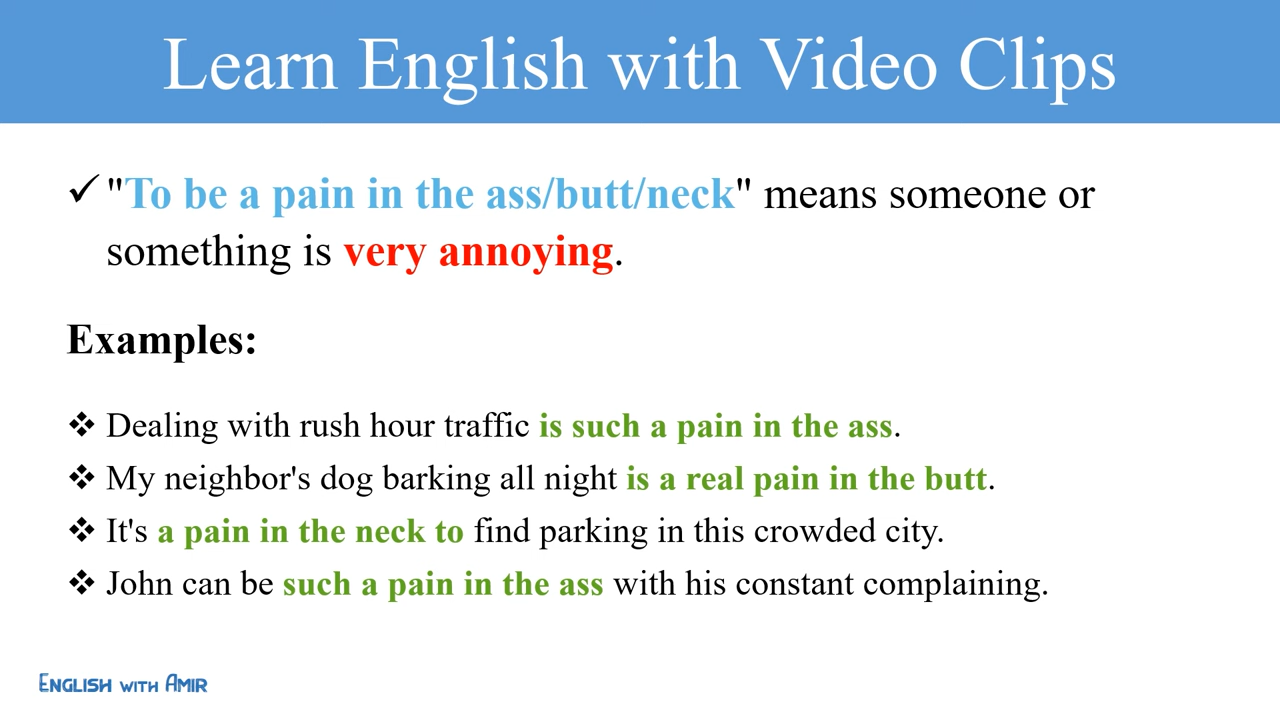 Learn English with Video Clips
✓ "To be a pain in the ass/butt/neck" means someone or
something is very annoying.
Examples:
❖ Dealing with rush hour traffic is such a pain in the ass.
❖ My neighbor's dog barking all night is a real pain in the butt.
❖ It's a pain in the neck to find parking in this crowded city.
❖ John can be such a pain in the ass with his constant complaining.
ENGLISH WITH AMIR